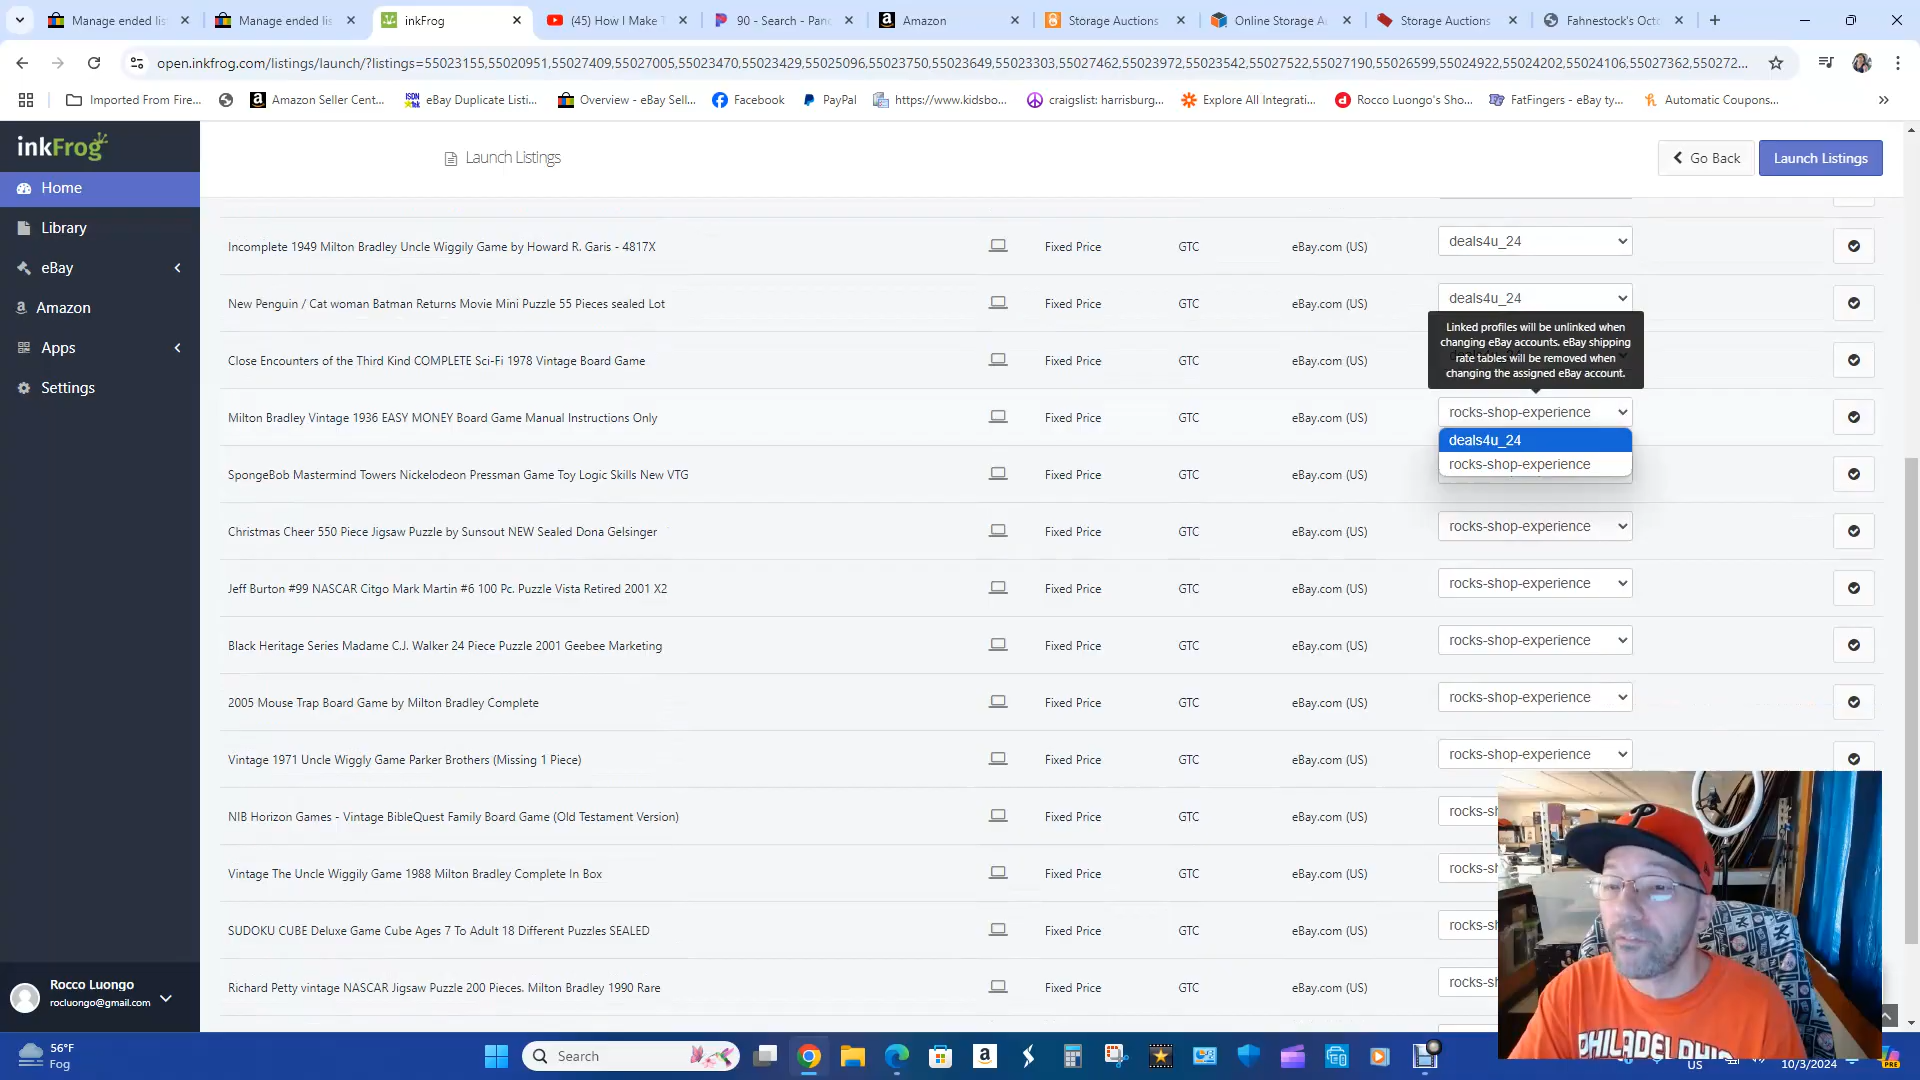 Manage ended lis
Manage ended lis
inkFrog
(45) How I Make T
90 - Search - Pan
Amazon
Storage Auctions
Online Storage A
Storage Auctions
Fahnestock's Octo
open.inkfrog.com/listings/launch/?listings=55023155,55020951,55027409,55027005,55023470,55023429,55025096,55023750,55023649,55023303,55027462,55023972,55023542,55027522,55027190,55026599,55024922,55024202,55024106,55027362,550272...
Imported From Fire...
Amazon Seller Cent...
eBay Duplicate Listi...
Overview - eBay Sell...
Facebook
PayPal
https://www.kidsbo...
craigslist: harrisburg...
Explore All Integrati...
Rocco Luongo's Sho...
FatFingers - eBay ty...
Automatic Coupons...
inkFrog
Launch Listings
Go Back
Launch Listings
Home
Library
eBay
Amazon
Apps
Settings
Incomplete 1949 Milton Bradley Uncle Wiggily Game by Howard R. Garis - 4817X Fixed Price GTC eBay.com (US) deals4u_24
New Penguin / Cat woman Batman Returns Movie Mini Puzzle 55 Pieces sealed Lot Fixed Price GTC eBay.com (US) deals4u_24
Linked profiles will be unlinked when
changing eBay accounts. eBay shipping
rate tables will be removed when
changing the assigned eBay account.
Close Encounters of the Third Kind COMPLETE Sci-Fi 1978 Vintage Board Game Fixed Price GTC eBay.com (US)
Milton Bradley Vintage 1936 EASY MONEY Board Game Manual Instructions Only Fixed Price GTC eBay.com (US) rocks-shop-experience
deals4u_24
rocks-shop-experience
SpongeBob Mastermind Towers Nickelodeon Pressman Game Toy Logic Skills New VTG Fixed Price GTC eBay.com (US)
Christmas Cheer 550 Piece Jigsaw Puzzle by Sunsout NEW Sealed Dona Gelsinger Fixed Price GTC eBay.com (US) rocks-shop-experience
Jeff Burton #99 NASCAR Citgo Mark Martin #6 100 Pc. Puzzle Vista Retired 2001 X2 Fixed Price GTC eBay.com (US) rocks-shop-experience
Black Heritage Series Madame C.J. Walker 24 Piece Puzzle 2001 Geebee Marketing Fixed Price GTC eBay.com (US) rocks-shop-experience
2005 Mouse Trap Board Game by Milton Bradley Complete Fixed Price GTC eBay.com (US) rocks-shop-experience
Vintage 1971 Uncle Wiggly Game Parker Brothers (Missing 1 Piece) Fixed Price GTC eBay.com (US) rocks-shop-experience
NIB Horizon Games - Vintage BibleQuest Family Board Game (Old Testament Version) Fixed Price GTC eBay.com (US) rocks-sh
Vintage The Uncle Wiggily Game 1988 Milton Bradley Complete In Box Fixed Price GTC eBay.com (US) rocks-sh
SUDOKU CUBE Deluxe Game Cube Ages 7 To Adult 18 Different Puzzles SEALED Fixed Price GTC eBay.com (US) rocks-sh
Richard Petty vintage NASCAR Jigsaw Puzzle 200 Pieces. Milton Bradley 1990 Rare Fixed Price GTC eBay.com (US) rocks-sh
Rocco Luongo
rocluongo@gmail.com
PHILADELPHIA
56°F
Fog
Search
US
10/3/2024
PRE